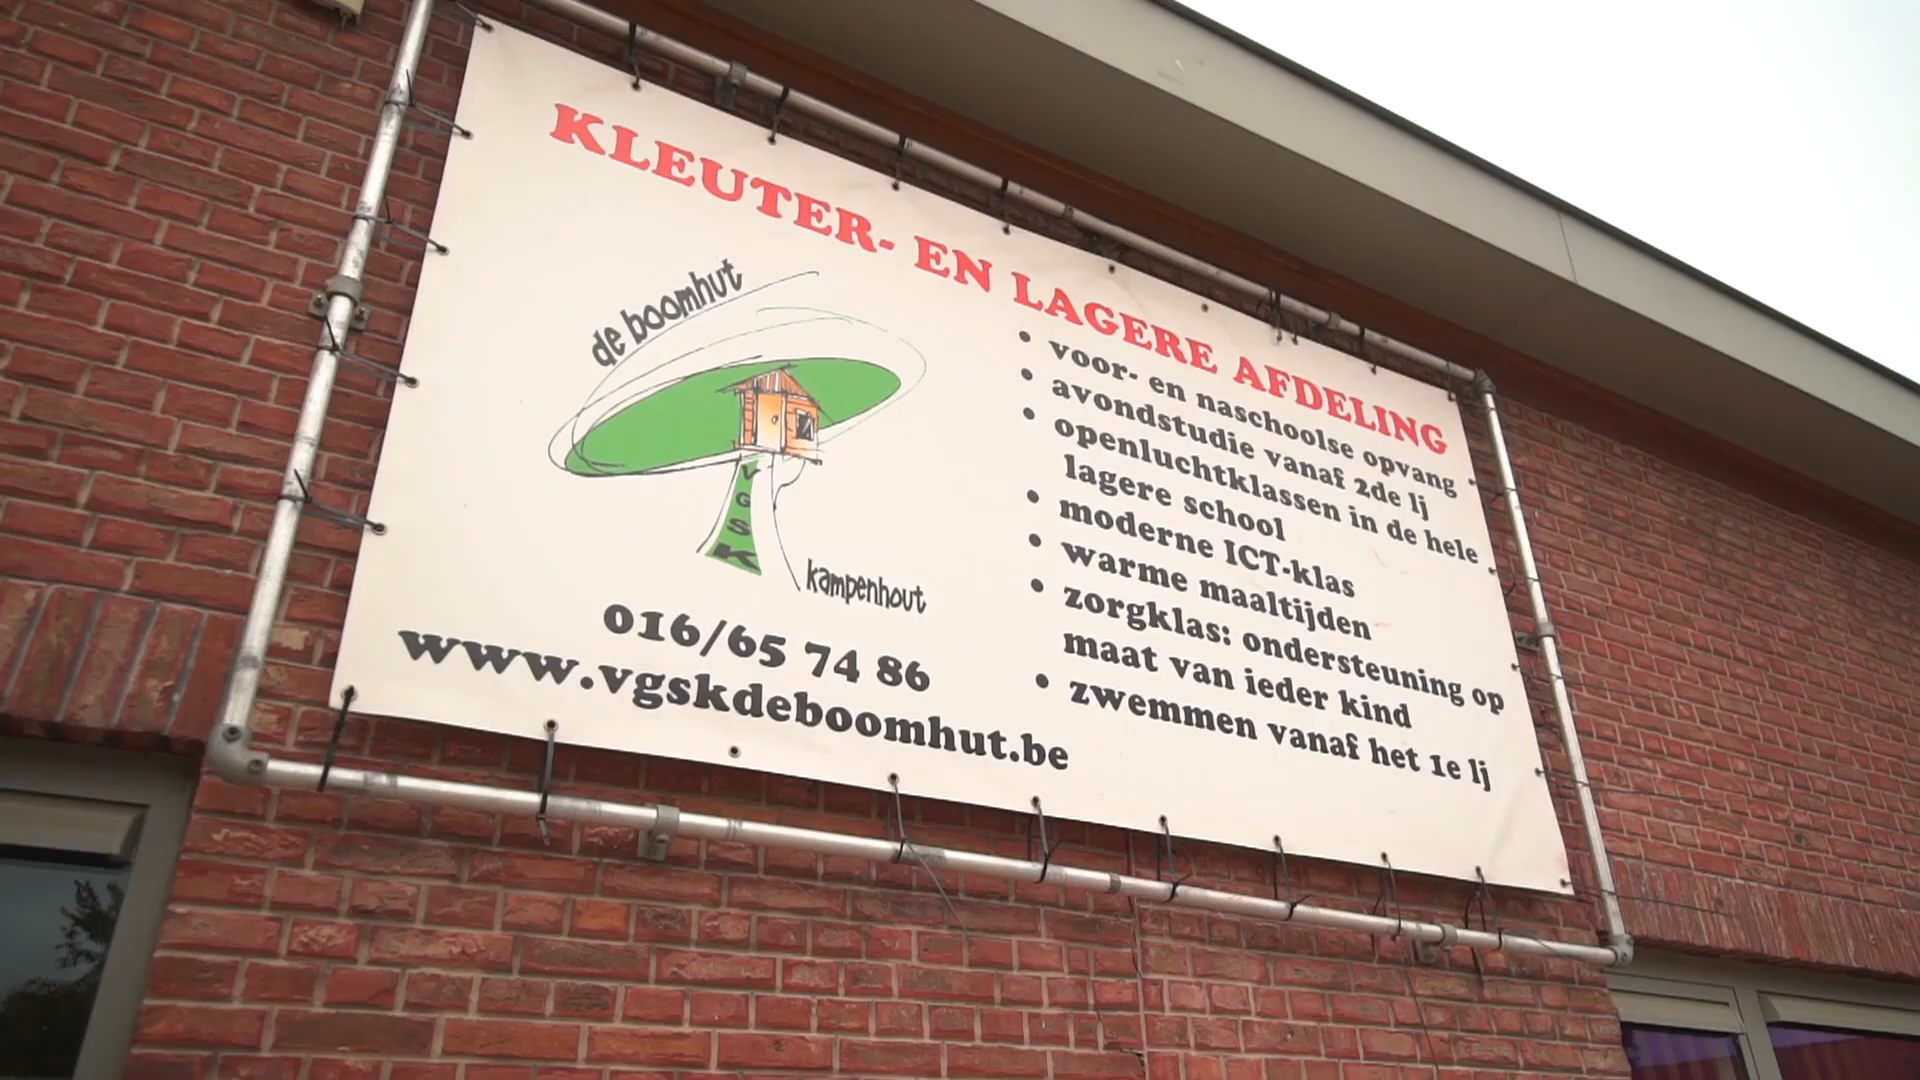 KLEUTER- EN LAGERE AFDELING
de boomhut
VGSK
kampenhout
016/65 74 86
www.vgskdeboomhut.be
• voor- en naschoolse opvang
• avondstudie vanaf 2de lj
• openluchtklassen in de hele
lagere school
• moderne ICT-klas
• warme maaltijden
• zorgklas: ondersteuning op
maat van ieder kind
• zwemmen vanaf het 1e lj